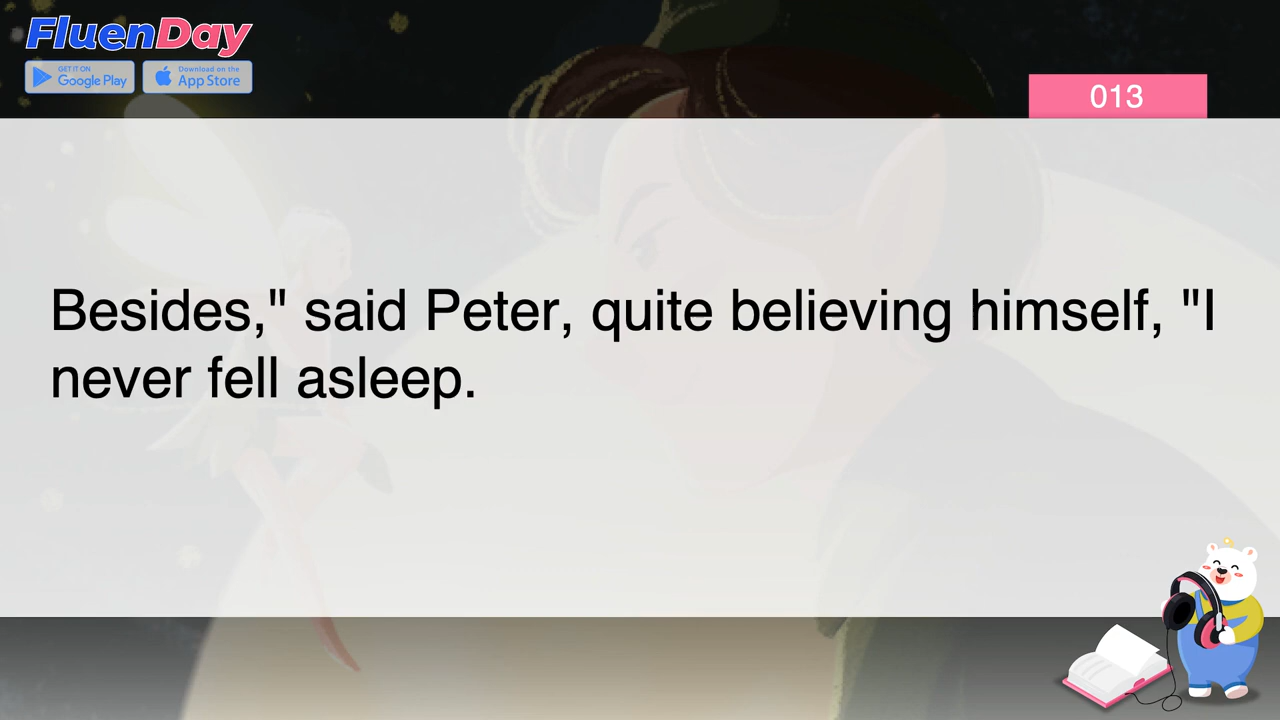 FluenDay
GET IT ON
Google Play
Download on the
App Store
013
Besides," said Peter, quite believing himself, "I
never fell asleep.